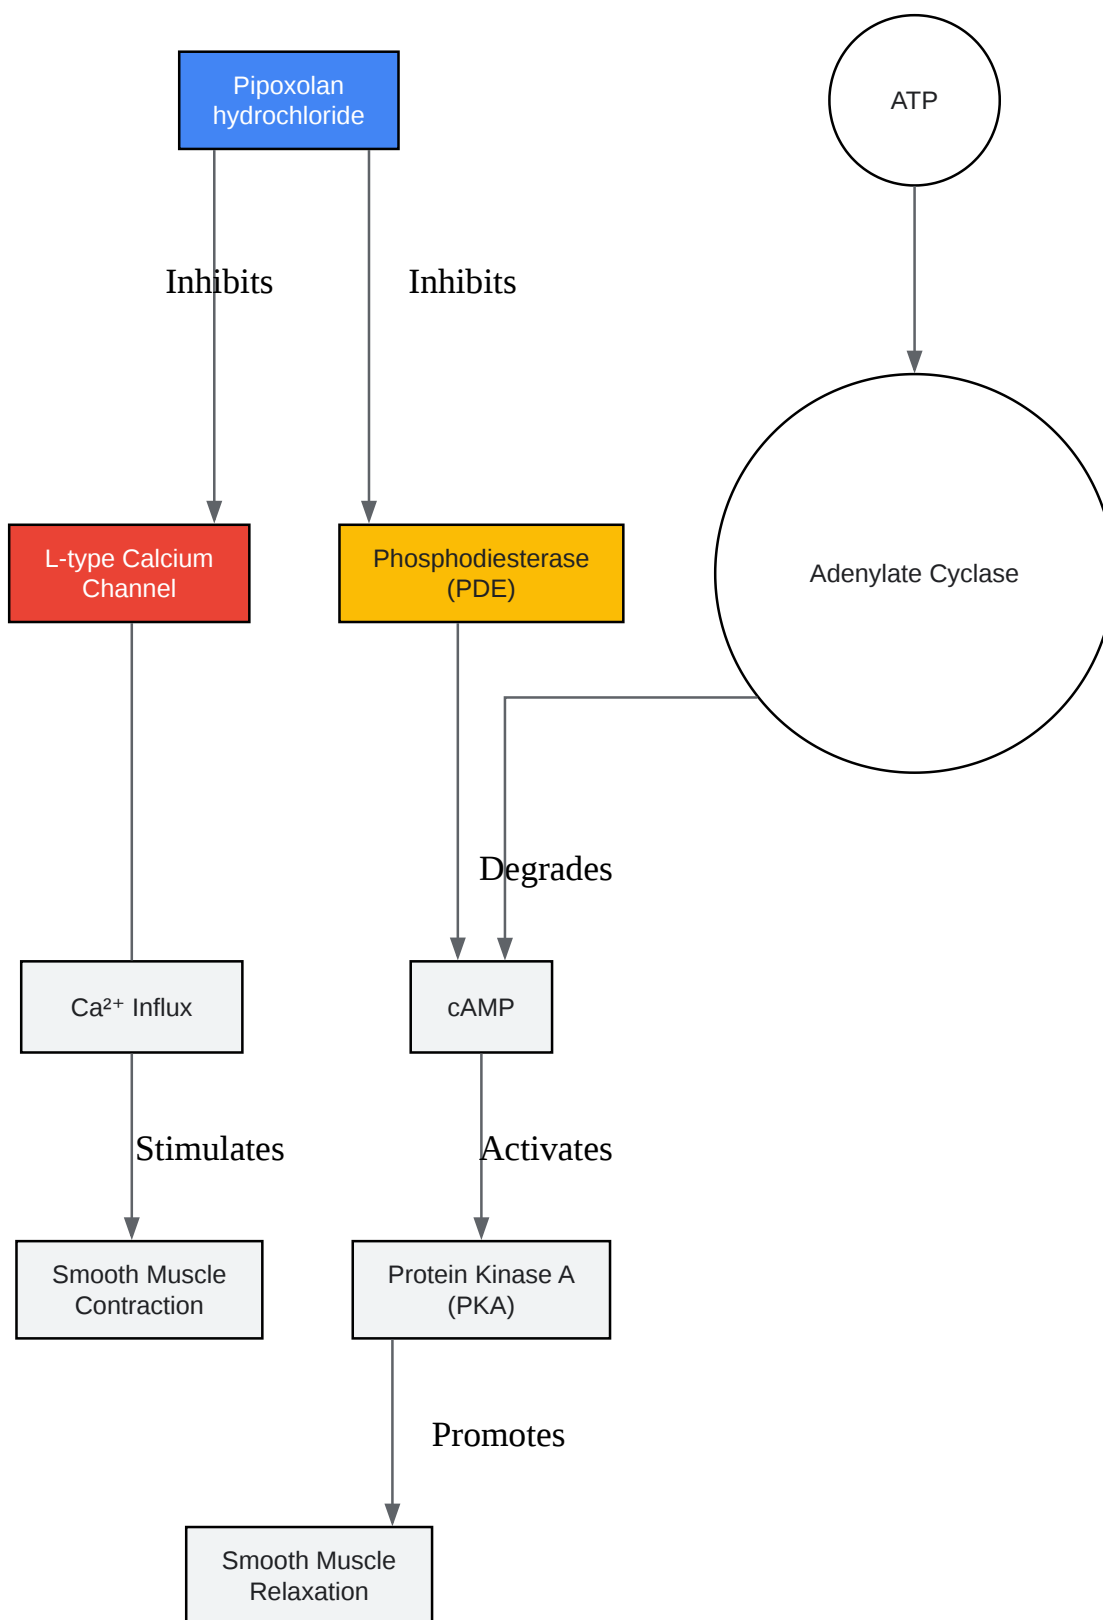 Pipoxolan
hydrochloride
ATP
Inhibits
Inhibits
L-type Calcium
Channel
Phosphodiesterase
(PDE)
Adenylate Cyclase
Degrades
Ca²⁺ Influx
cAMP
Stimulates
Activates
Smooth Muscle
Contraction
Protein Kinase A
(PKA)
Promotes
Smooth Muscle
Relaxation